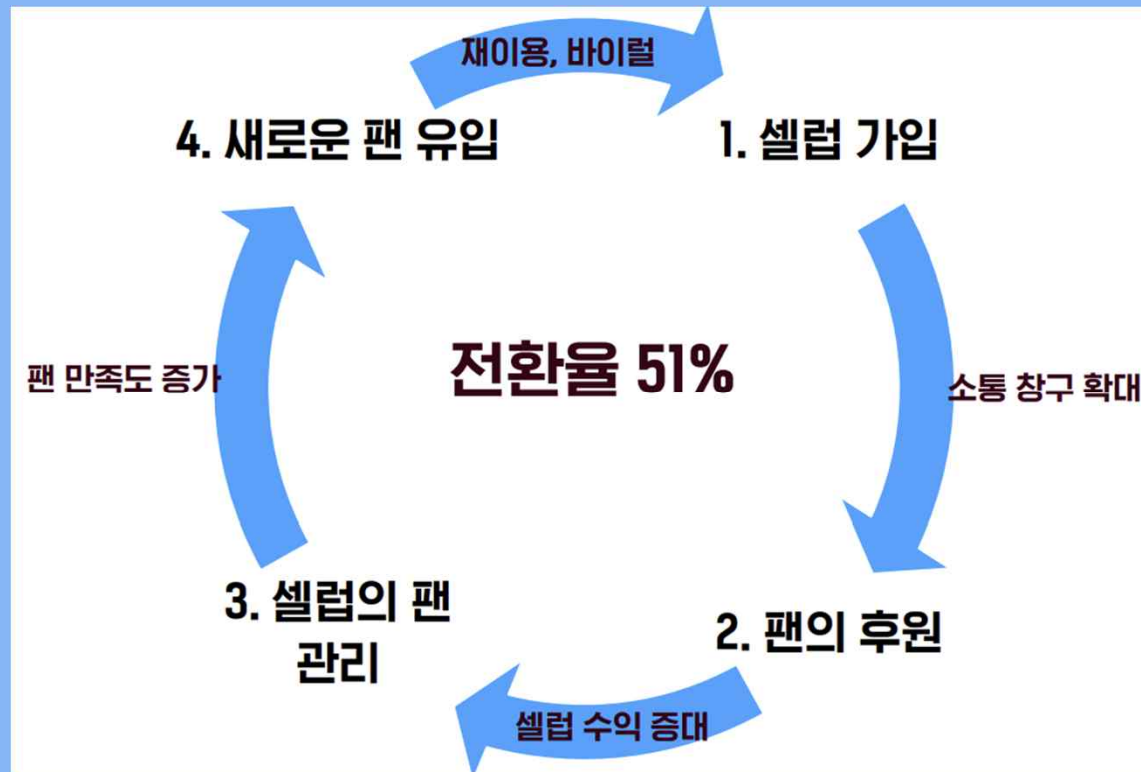 재이용, 바이럴
4. 새로운 팬 유입
1. 셀럽 가입
전환율 51%
팬 만족도 증가
소통 창구 확대
3. 셀럽의 팬
관리
2. 팬의 후원
셀럽 수익 증대